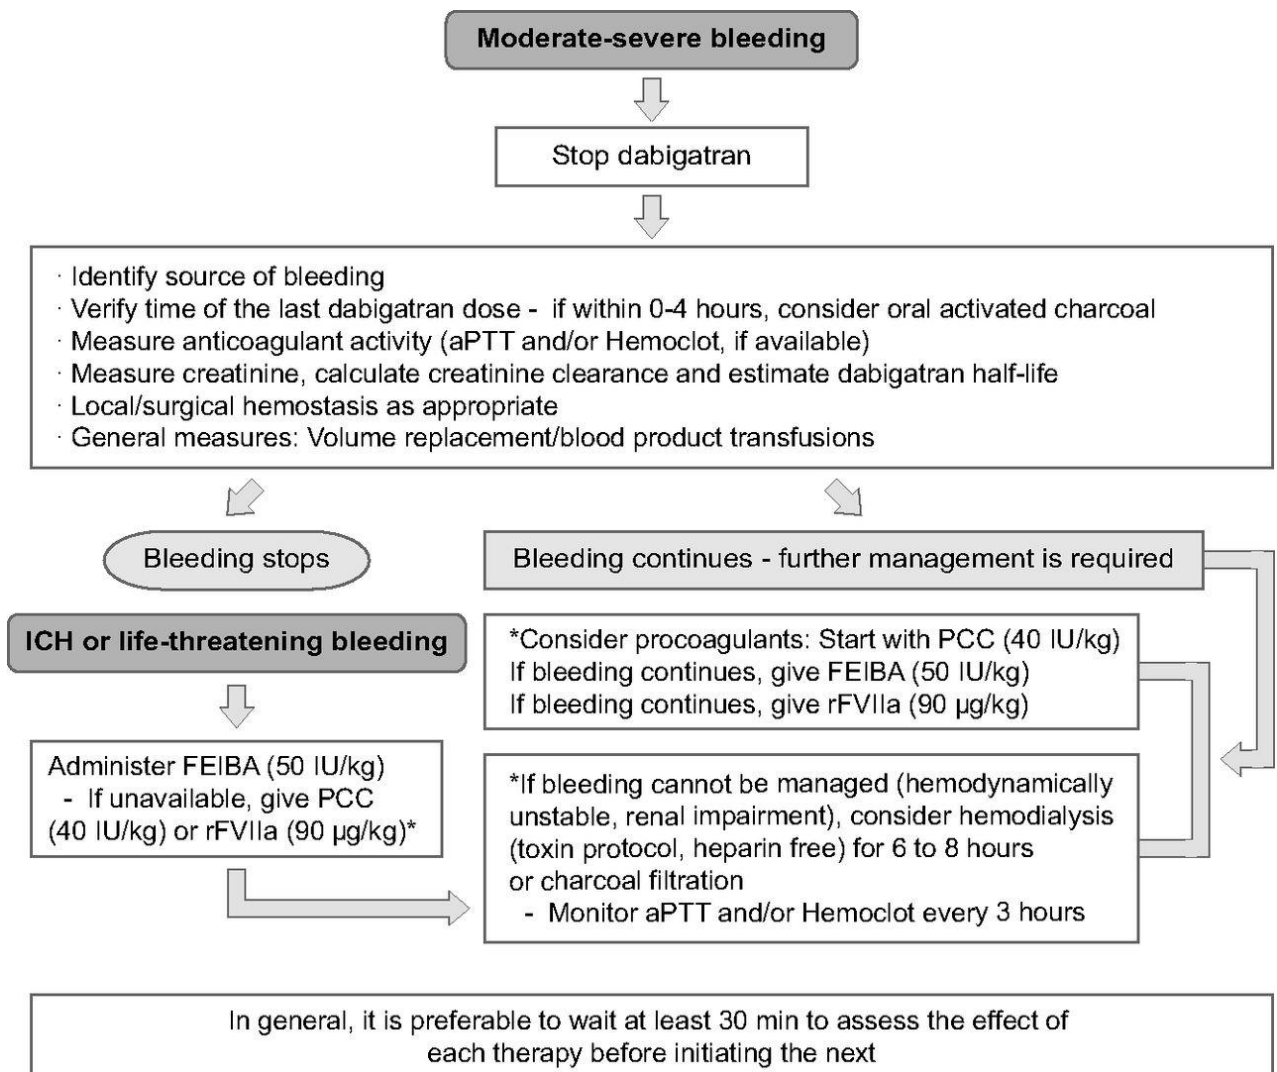 Moderate-severe bleeding
Stop dabigatran
· Identify source of bleeding
· Verify time of the last dabigatran dose - if within 0-4 hours, consider oral activated charcoal
· Measure anticoagulant activity (aPTT and/or Hemoclot, if available)
· Measure creatinine, calculate creatinine clearance and estimate dabigatran half-life
· Local/surgical hemostasis as appropriate
· General measures: Volume replacement/blood product transfusions
Bleeding stops
Bleeding continues - further management is required
ICH or life-threatening bleeding
Administer FEIBA (50 IU/kg)
- If unavailable, give PCC
(40 IU/kg) or rFVIIa (90 µg/kg)*
*Consider procoagulants: Start with PCC (40 IU/kg)
If bleeding continues, give FEIBA (50 IU/kg)
If bleeding continues, give rFVIIa (90 µg/kg)
*If bleeding cannot be managed (hemodynamically
unstable, renal impairment), consider hemodialysis
(toxin protocol, heparin free) for 6 to 8 hours
or charcoal filtration
- Monitor aPTT and/or Hemoclot every 3 hours
In general, it is preferable to wait at least 30 min to assess the effect of
each therapy before initiating the next